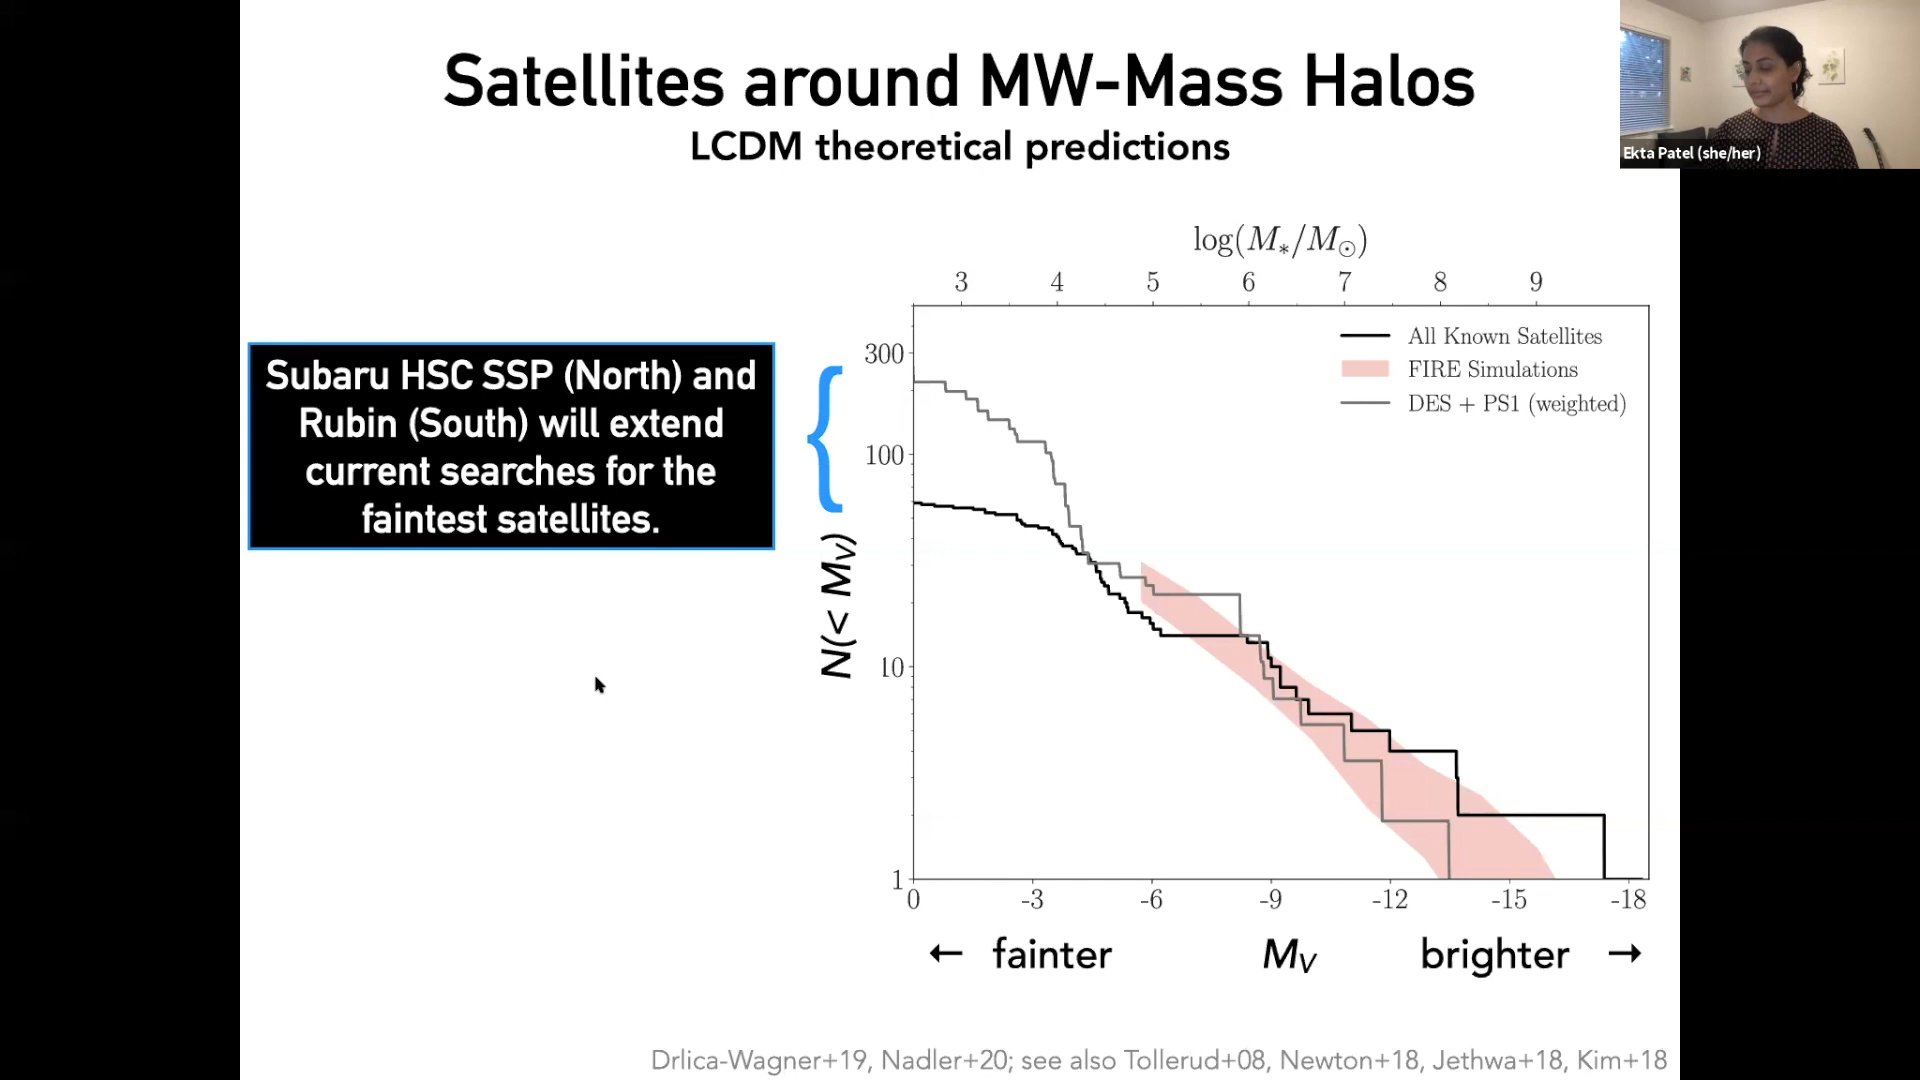 Satellites around MW-Mass Halos
LCDM theoretical predictions
Ekta Patel (she/her)
Subaru HSC SSP (North) and
Rubin (South) will extend
current searches for the
faintest satellites.
log(M*/M⊙)
3 4 5 6 7 8 9
All Known Satellites
FIRE Simulations
DES + PS1 (weighted)
300
100
10
1
N(< MV)
0 -3 -6 -9 -12 -15 -18
← fainter MV brighter →
Drlica-Wagner+19, Nadler+20; see also Tollerud+08, Newton+18, Jethwa+18, Kim+18